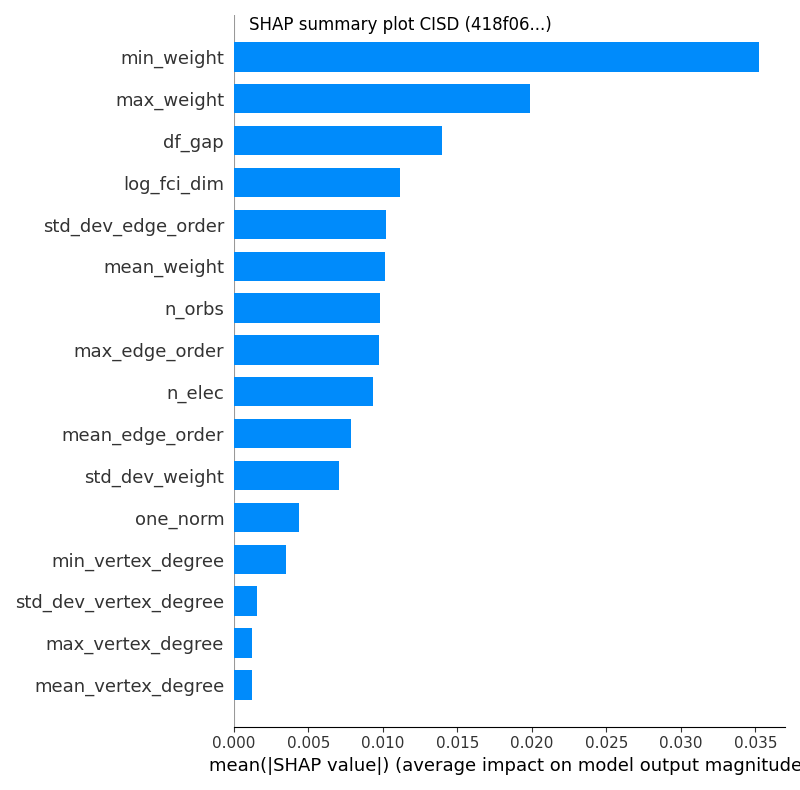 SHAP summary plot CISD (418f06...)
min_weight
max_weight
df_gap
log_fci_dim
std_dev_edge_order
mean_weight
n_orbs
max_edge_order
n_elec
mean_edge_order
std_dev_weight
one_norm
min_vertex_degree
std_dev_vertex_degree
max_vertex_degree
mean_vertex_degree
0.000 0.005 0.010 0.015 0.020 0.025 0.030 0.035
mean(|SHAP value|) (average impact on model output magnitude